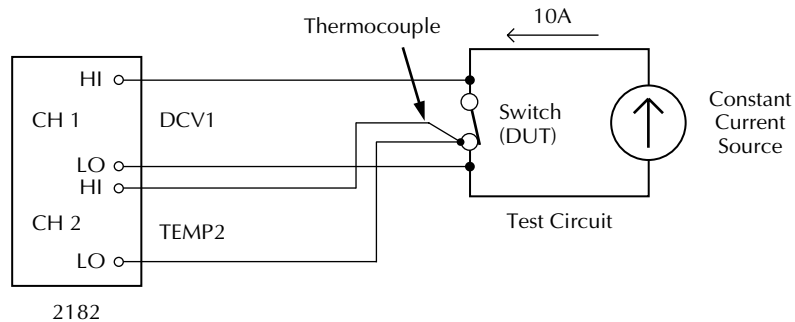 10A
Thermocouple
HI
CH 1
DCV1
LO
HI
CH 2
TEMP2
LO
2182
Switch
(DUT)
Constant
Current
Source
Test Circuit